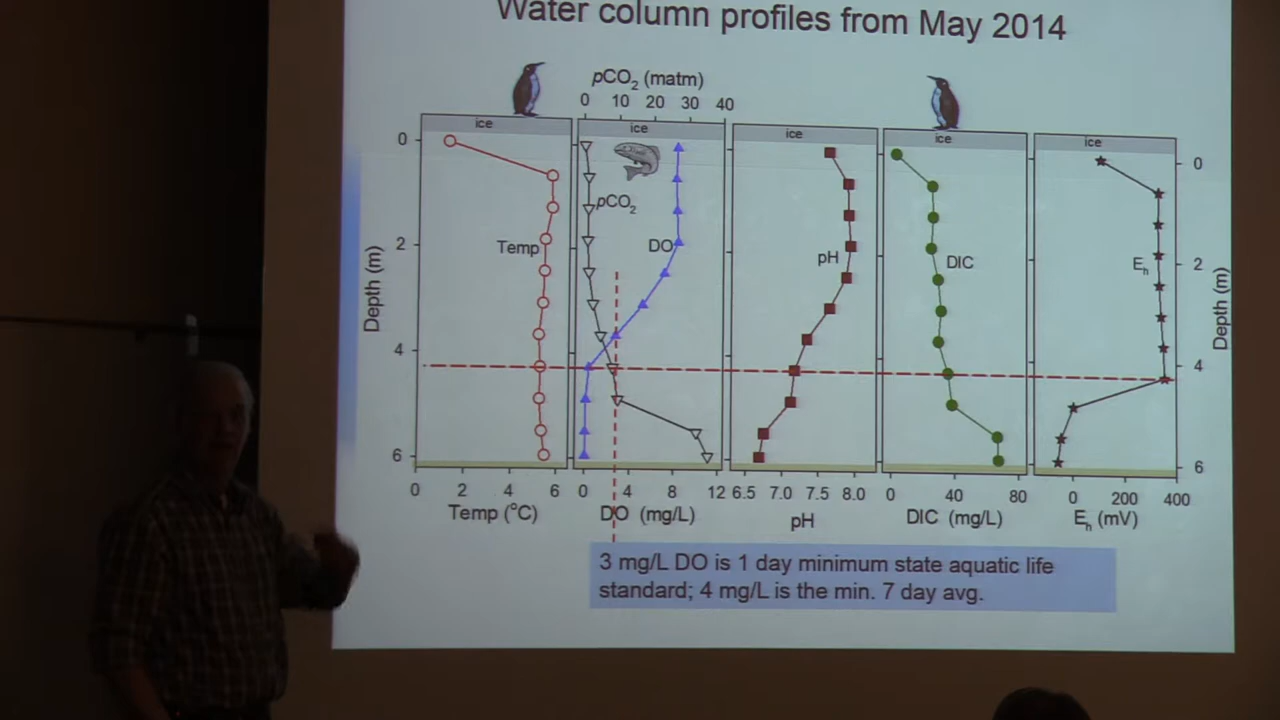 Water column profiles from May 2014
pCO2 (matm)
0 10 20 30 40
ice
ice
ice
ice
ice
0
2
4
6
Depth (m)
Temp
pCO2
DO
pH
DIC
Eh
0
2
4
6
Depth (m)
0 2 4 6
0 4 8 12
6.5 7.0 7.5 8.0
0 40 80
0 200 400
Temp (°C)
DO (mg/L)
pH
DIC (mg/L)
Eh (mV)
3 mg/L DO is 1 day minimum state aquatic life
standard; 4 mg/L is the min. 7 day avg.